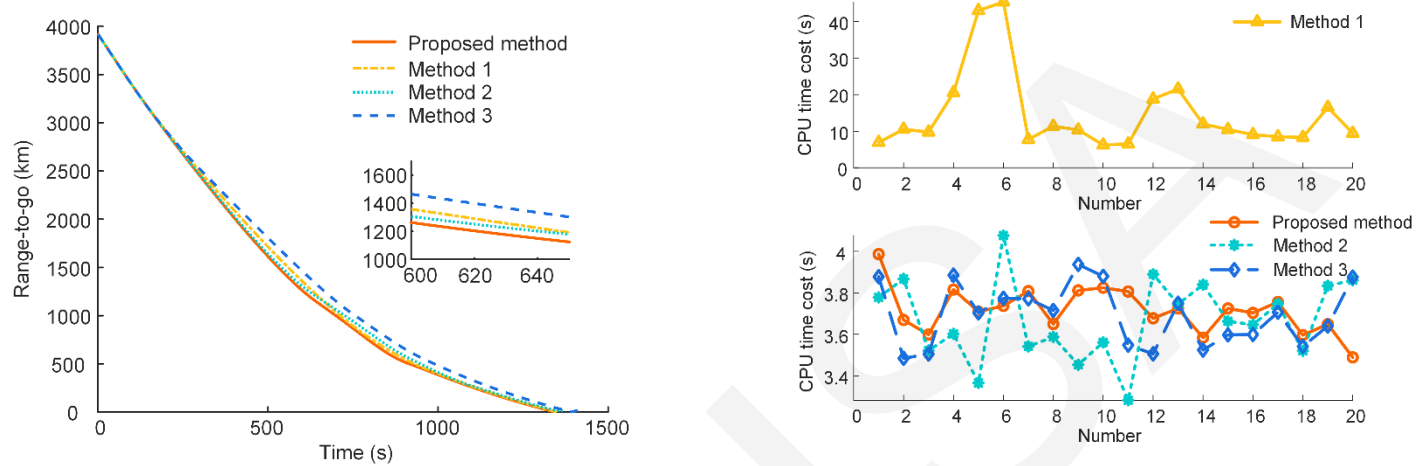 4000
3500
3000
2500
2000
1500
1000
500
0
Range-to-go (km)
0
500
1000
1500
Time (s)
Proposed method
Method 1
Method 2
Method 3
1600
1400
1200
1000
600
620
640
40
30
20
10
0
CPU time cost (s)
Method 1
0 2 4 6 8 10 12 14 16 18 20
Number
4
3.8
3.6
3.4
CPU time cost (s)
Proposed method
Method 2
Method 3
0 2 4 6 8 10 12 14 16 18 20
Number